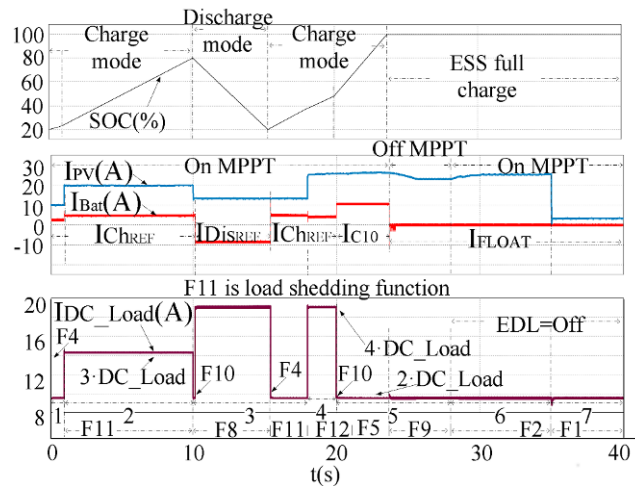 Discharge
Charge mode Charge
mode mode
100
80
60
40
20
SOC(%)
ESS full
charge
Off MPPT
30
20
10
0
-10
IPV(A) On MPPT On MPPT
IBat(A)
IChREF IDisREF IChREF IC10 IFLOAT
F11 is load shedding function
20
16
12
8
IDC_Load(A)
F4
3·DC_Load
F10
F4
4·DC_Load
F10
2·DC_Load
EDL=Off
1 2 3 4 5 6 7
F11 F8 F11 F12 F5 F9 F2 F1
0 10 20 30 40
t(s)